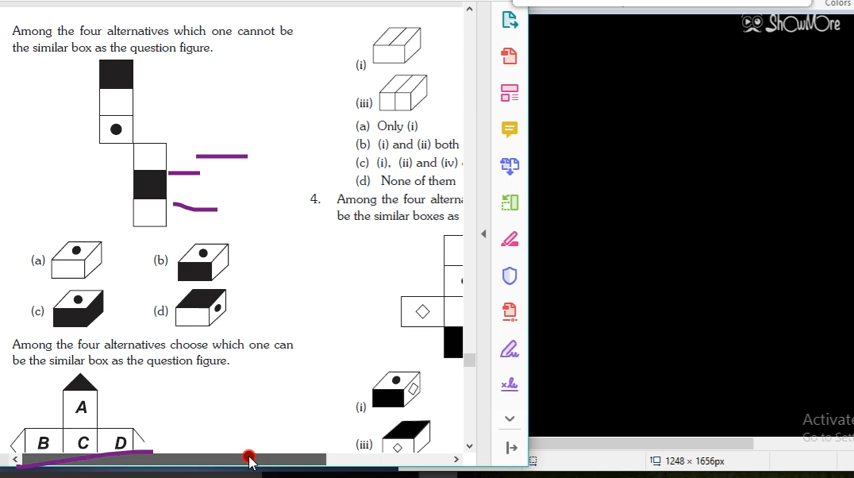 Colors
ShowMore
Among the four alternatives which one cannot be
the similar box as the question figure.
(a)
(b)
(c)
(d)
Among the four alternatives choose which one can
be the similar box as the question figure.
A
B C D
(i)
(iii)
(a) Only (i)
(b) (i) and (ii) both
(c) (i), (ii) and (iv)
(d) None of them
4. Among the four altern
be the similar boxes as
(i)
(iii)
Activate
Go to Set
1248 × 1656px